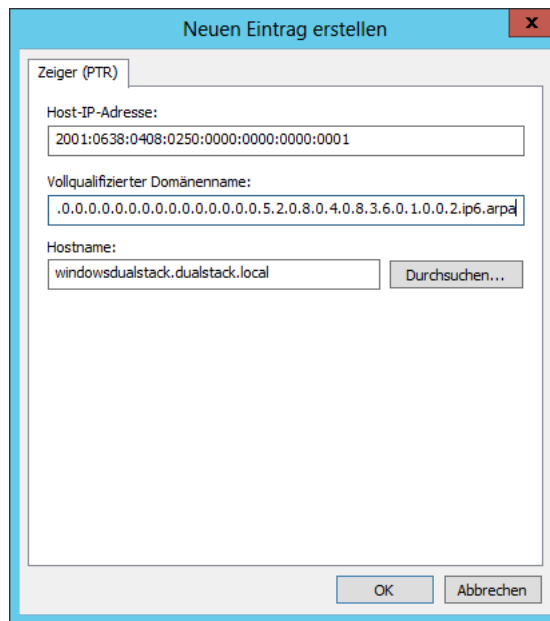 Neuen Eintrag erstellen
x
Zeiger (PTR)
Host-IP-Adresse:
2001:0638:0408:0250:0000:0000:0000:0001
Vollqualifizierter Domänenname:
.0.0.0.0.0.0.0.0.0.0.0.0.0.0.0.0.5.2.0.8.0.4.0.8.3.6.0.1.0.0.2.ip6.arpa
Hostname:
windowsdualstack.dualstack.local
Durchsuchen...
OK
Abbrechen